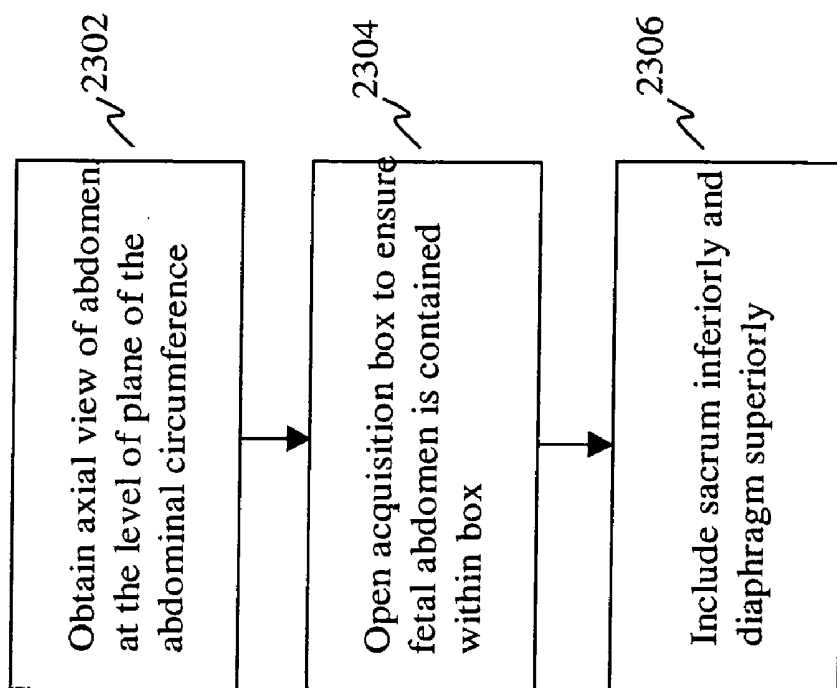 2302
Obtain axial view of abdomen
at the level of plane of the
abdominal circumference
2304
Open acquisition box to ensure
fetal abdomen is contained
within box
2306
Include sacrum inferiorly and
diaphragm superiorly